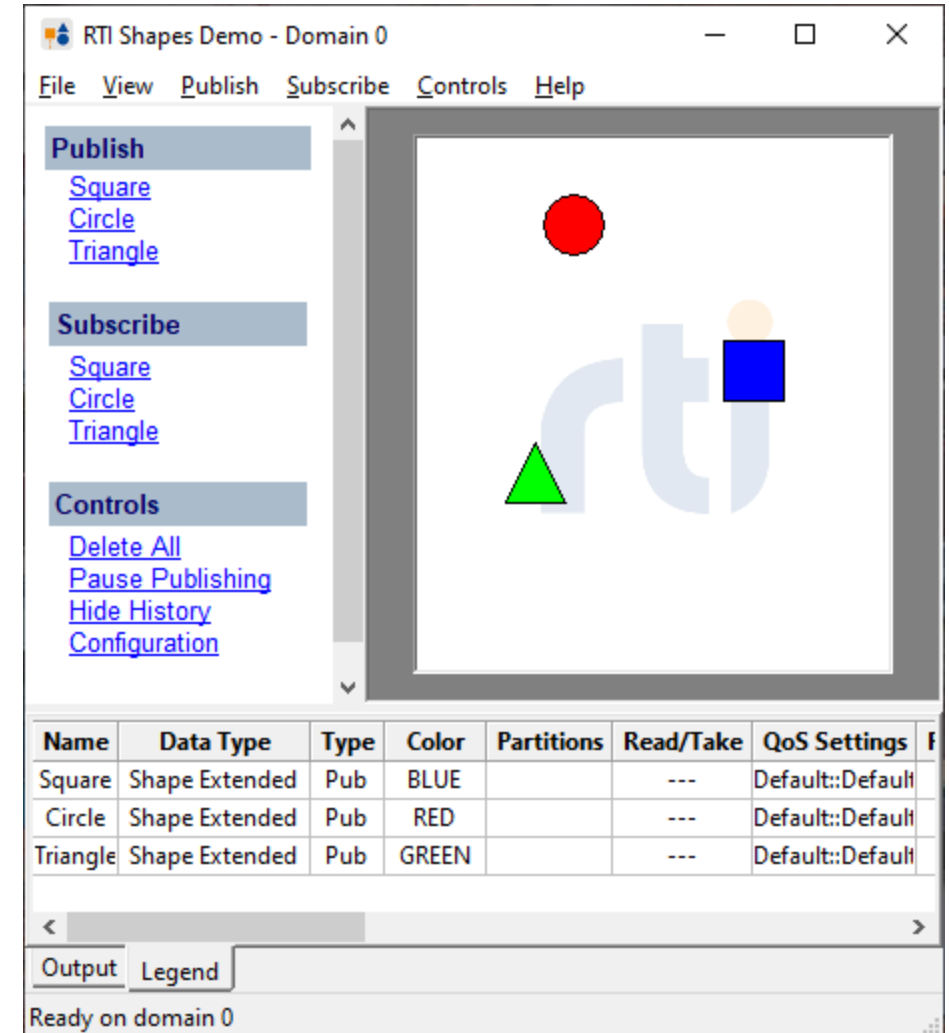 RTI Shapes Demo - Domain 0
File View Publish Subscribe Controls Help
Publish
Square
Circle
Triangle
Subscribe
Square
Circle
Triangle
Controls
Delete All
Pause Publishing
Hide History
Configuration
rti
Name Data Type Type Color Partitions Read/Take QoS Settings
Square Shape Extended Pub BLUE --- Default::Default
Circle Shape Extended Pub RED --- Default::Default
Triangle Shape Extended Pub GREEN --- Default::Default
Output Legend
Ready on domain 0